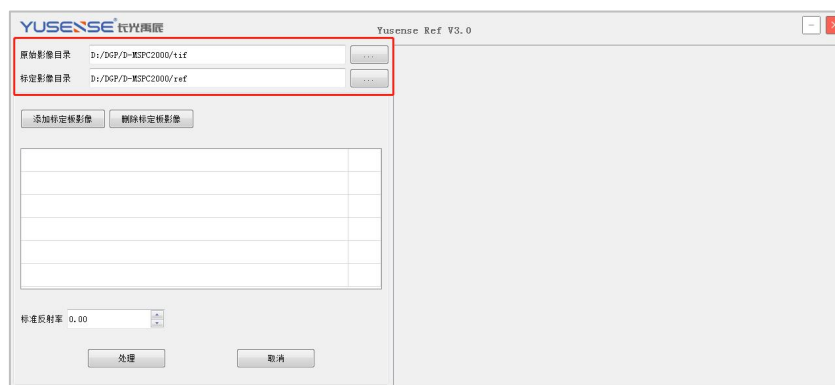 YUSENSE 长光禹辰
Yusense Ref V3.0
原始影像目录 D:/DGP/D-MSPC2000/tif ...
标定影像目录 D:/DGP/D-MSPC2000/ref ...
添加标定板影像 删除标定板影像
标准反射率 0.00
处理 取消